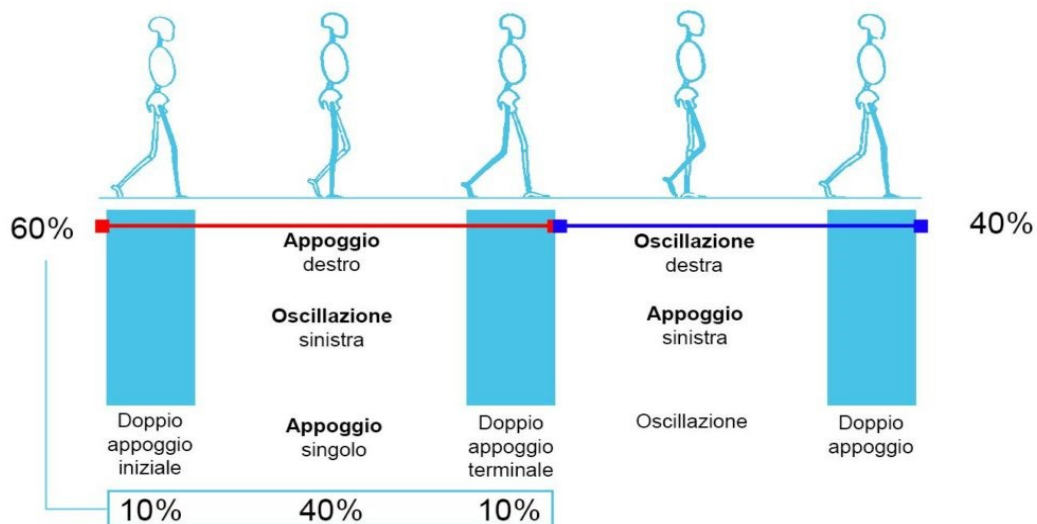 60%
40%
Appoggio
destro
Oscillazione
destra
Oscillazione
sinistra
Appoggio
sinistra
Doppio
appoggio
iniziale
Appoggio
singolo
Doppio
appoggio
terminale
Oscillazione
Doppio
appoggio
10%
40%
10%